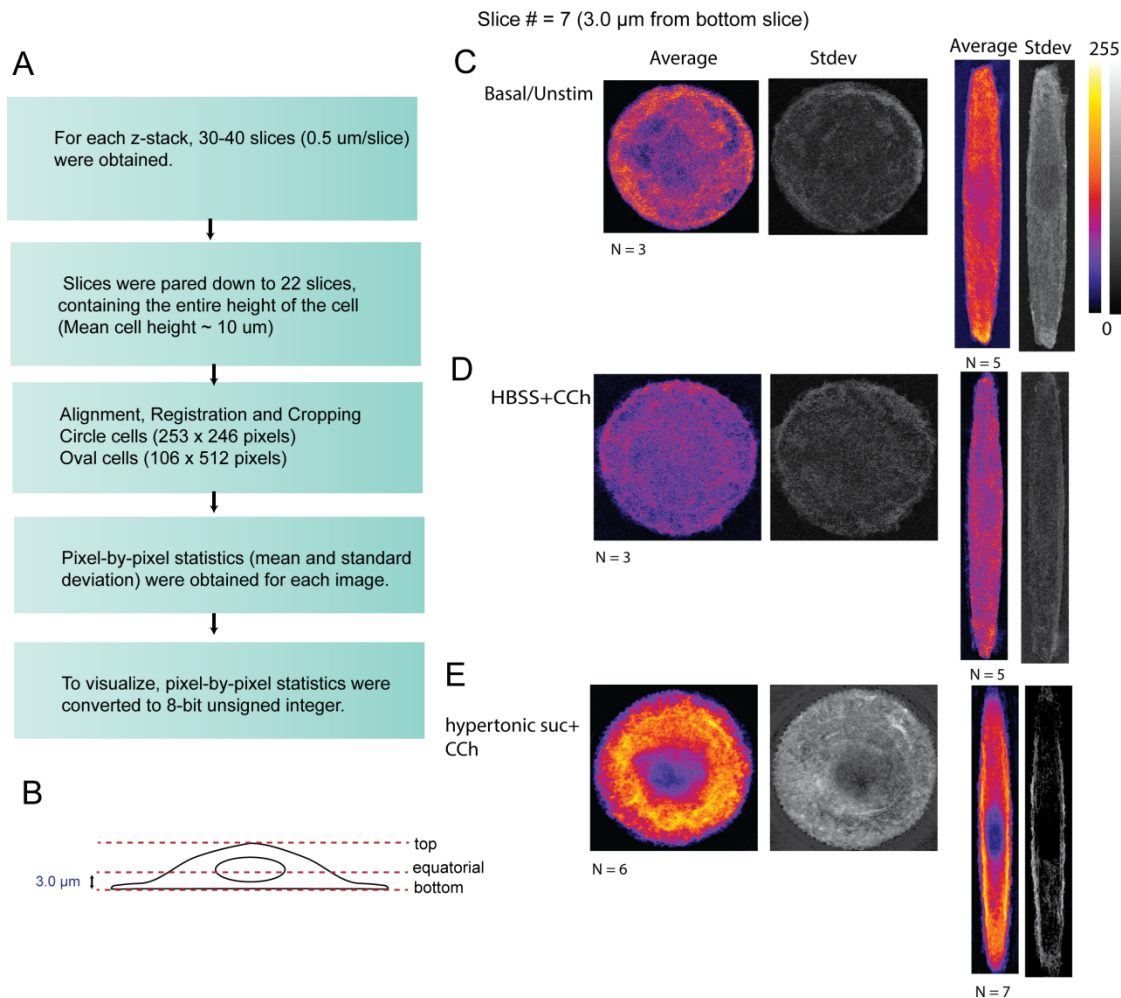 Slice # = 7 (3.0 µm from bottom slice)
A
For each z-stack, 30-40 slices (0.5 um/slice)
were obtained.
Slices were pared down to 22 slices,
containing the entire height of the cell
(Mean cell height ~ 10 um)
Alignment, Registration and Cropping
Circle cells (253 x 246 pixels)
Oval cells (106 x 512 pixels)
Pixel-by-pixel statistics (mean and standard
deviation) were obtained for each image.
To visualize, pixel-by-pixel statistics were
converted to 8-bit unsigned integer.
B
top
equatorial
bottom
3.0 µm
C
Average
Stdev
Average
Stdev
255
0
Basal/Unstim
N = 3
N = 5
D
HBSS+CCh
N = 3
N = 5
E
hypertonic suc+
CCh
N = 6
N = 7